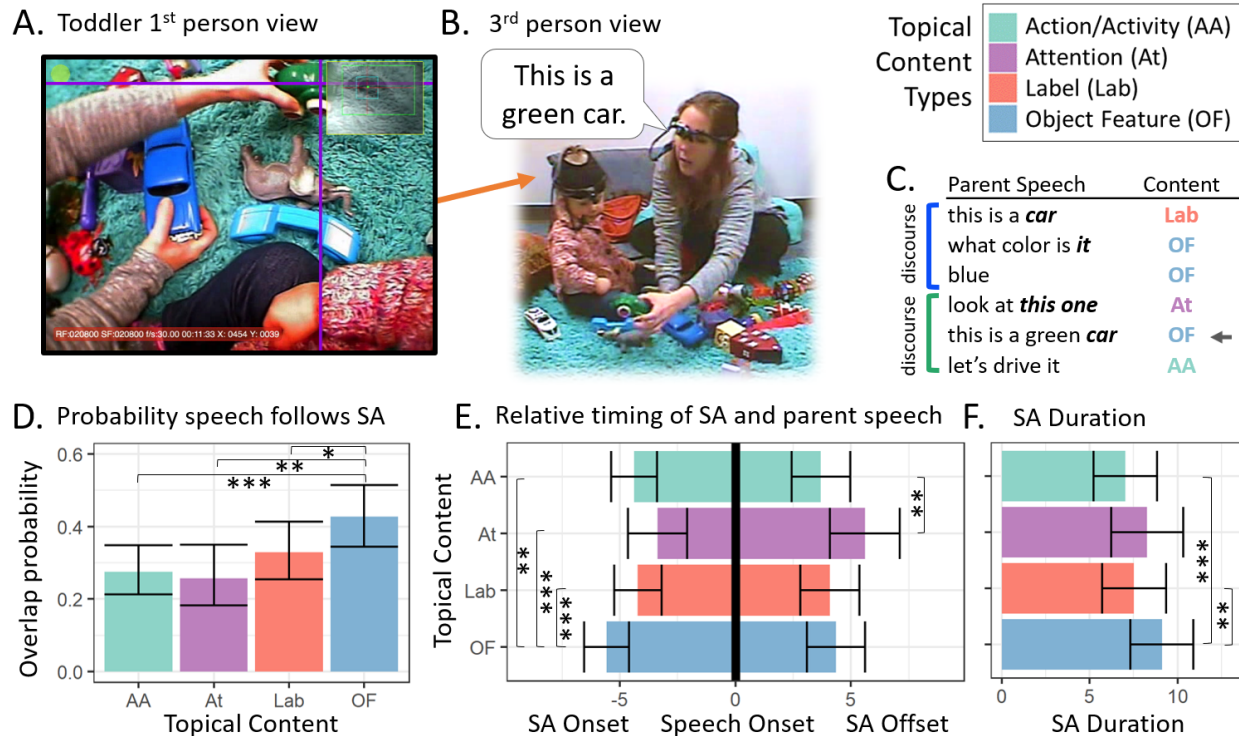 A. Toddler 1st person view
B. 3rd person view
This is a
green car.
Topical
Content
Types
Action/Activity (AA)
Attention (At)
Label (Lab)
Object Feature (OF)
RF:020800 SF:020800 f/s:30.00 00:11:33 X: 0454 Y: 0039
C.
Parent Speech Content
discourse
this is a car Lab
what color is it OF
blue OF
discourse
look at this one At
this is a green car OF
let's drive it AA
D. Probability speech follows SA
Overlap probability
0.6
0.4
0.2
0.0
*
**
***
AA At Lab OF
Topical Content
E. Relative timing of SA and parent speech
Topical Content
AA
At
Lab
OF
**
***
***
**
-5 0 5
SA Onset Speech Onset SA Offset
F. SA Duration
***
**
0 5 10
SA Duration